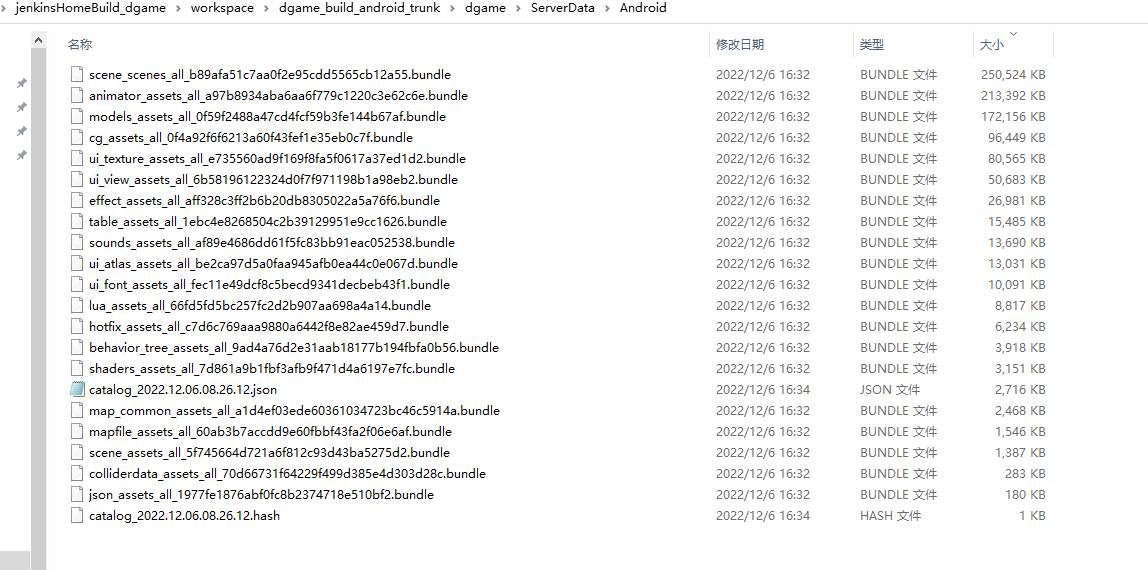 jenkinsHomeBuild_dgame > workspace > dgame_build_android_trunk > dgame > ServerData > Android
名称 修改日期 类型 大小
scene_scenes_all_b89afa51c7aa0f2e95cdd5565cb12a55.bundle 2022/12/6 16:32 BUNDLE 文件 250,524 KB
animator_assets_all_a97b8934aba6aa6f779c1220c3e62c6e.bundle 2022/12/6 16:32 BUNDLE 文件 213,392 KB
models_assets_all_0f59f2488a47cd4fcf59b3fe144b67af.bundle 2022/12/6 16:32 BUNDLE 文件 172,156 KB
cg_assets_all_0f4a92f6f6213a60f43fef1e35eb0c7f.bundle 2022/12/6 16:32 BUNDLE 文件 96,449 KB
ui_texture_assets_all_e735560ad9f169f8fa5f0617a37ed1d2.bundle 2022/12/6 16:32 BUNDLE 文件 80,565 KB
ui_view_assets_all_6b58196122324d0f7f971198b1a98eb2.bundle 2022/12/6 16:32 BUNDLE 文件 50,683 KB
effect_assets_all_aff328c3ff2b6b20db8305022a5a76f6.bundle 2022/12/6 16:32 BUNDLE 文件 26,981 KB
table_assets_all_1ebc4e8268504c2b39129951e9cc1626.bundle 2022/12/6 16:32 BUNDLE 文件 15,485 KB
sounds_assets_all_af89e4686dd61f5fc83bb91eac052538.bundle 2022/12/6 16:32 BUNDLE 文件 13,690 KB
ui_atlas_assets_all_be2ca97d5a0faa945afb0ea44c0e067d.bundle 2022/12/6 16:32 BUNDLE 文件 13,031 KB
ui_font_assets_all_fec11e49dcf8c5becd9341decbeb43f1.bundle 2022/12/6 16:32 BUNDLE 文件 10,091 KB
lua_assets_all_66fd5fd5bc257fc2d2b907aa698a4a14.bundle 2022/12/6 16:32 BUNDLE 文件 8,817 KB
hotfix_assets_all_c7d6c769aaa9880a6442f8e82ae459d7.bundle 2022/12/6 16:32 BUNDLE 文件 6,234 KB
behavior_tree_assets_all_9ad4a76d2e31aab18177b194fbfa0b56.bundle 2022/12/6 16:32 BUNDLE 文件 3,918 KB
shaders_assets_all_7d861a9b1fbf3afb9f471d4a6197e7fc.bundle 2022/12/6 16:32 BUNDLE 文件 3,151 KB
catalog_2022.12.06.08.26.12.json 2022/12/6 16:34 JSON 文件 2,716 KB
map_common_assets_all_a1d4ef03ede60361034723bc46c5914a.bundle 2022/12/6 16:32 BUNDLE 文件 2,468 KB
mapfile_assets_all_60ab3b7accdd9e60fbbf43fa2f06e6af.bundle 2022/12/6 16:32 BUNDLE 文件 1,546 KB
scene_assets_all_5f745664d721a6f812c93d43ba5275d2.bundle 2022/12/6 16:32 BUNDLE 文件 1,387 KB
colliderdata_assets_all_70d66731f64229f499d385e4d303d28c.bundle 2022/12/6 16:32 BUNDLE 文件 283 KB
json_assets_all_1977fe1876abf0fc8b2374718e510bf2.bundle 2022/12/6 16:32 BUNDLE 文件 180 KB
catalog_2022.12.06.08.26.12.hash 2022/12/6 16:34 HASH 文件 1 KB